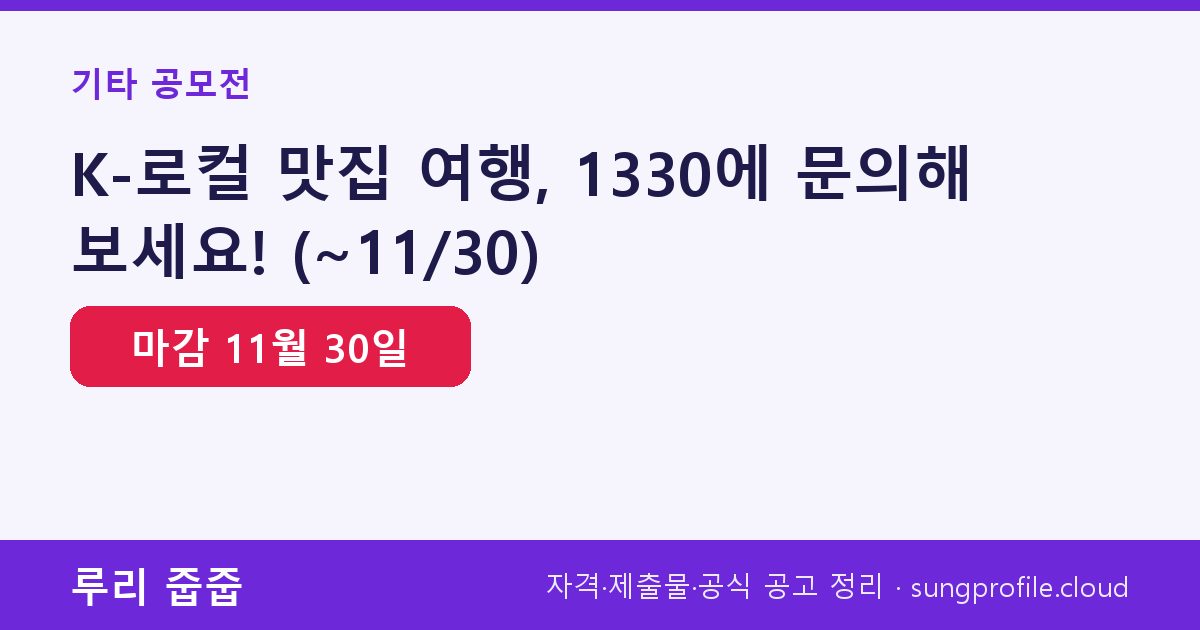 기타 공모전
K-로컬 맛집 여행, 1330에 문의해
보세요! (~11/30)
마감 11월 30일
루리 줍줍
자격·제출물·공식 공고 정리 · sungprofile.cloud